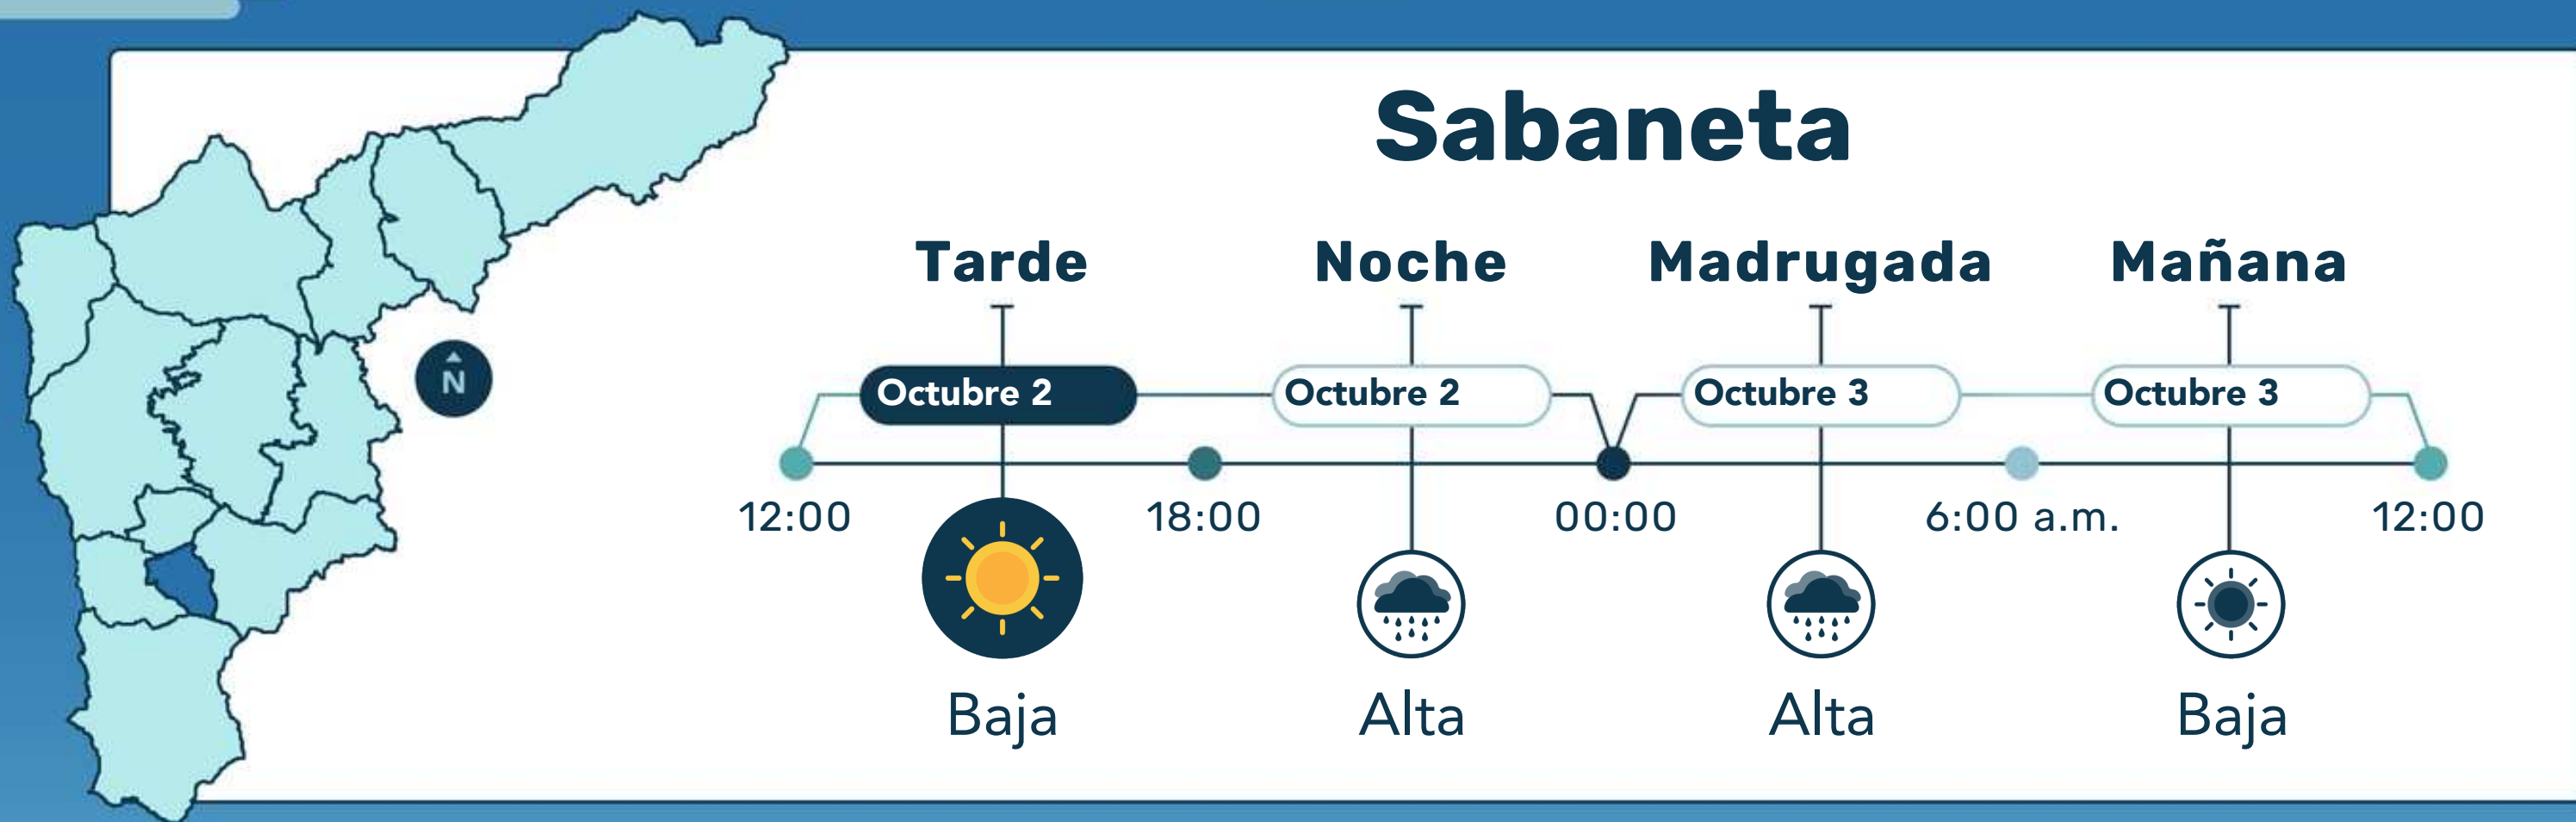 Sabaneta
Tarde Noche Madrugada Mañana
N
Octubre 2 Octubre 2 Octubre 3 Octubre 3
12:00 18:00 00:00 6:00 a.m. 12:00
Baja Alta Alta Baja